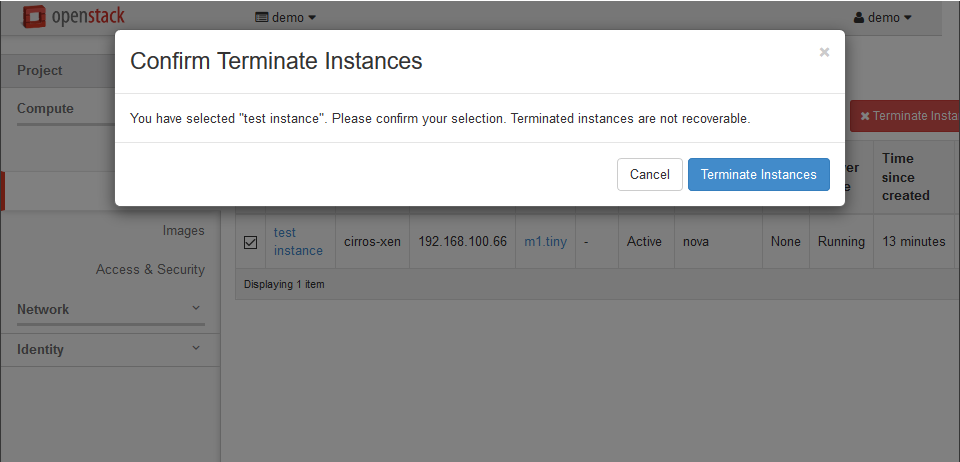 openstack
demo
demo
Confirm Terminate Instances
×
You have selected "test instance". Please confirm your selection. Terminated instances are not recoverable.
Cancel
Terminate Instances
Project
Compute
Images
Access & Security
Network
Identity
Terminate
Time
since
created
test
instance
cirros-xen
192.168.100.66
m1.tiny
-
Active
nova
None
Running
13 minutes
Displaying 1 item